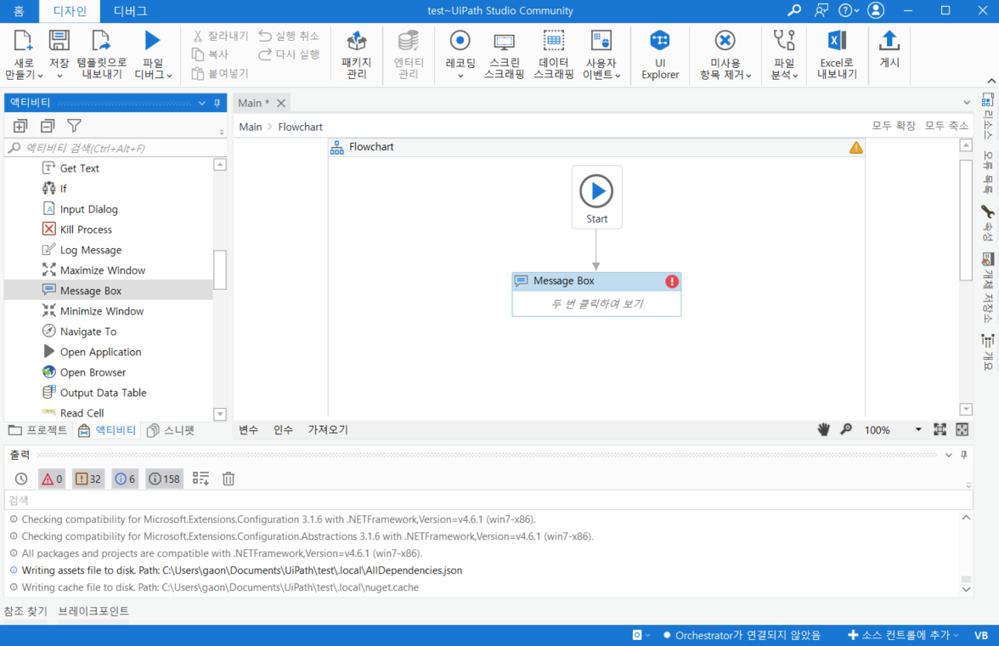 test~UiPath Studio Community
홈 디자인 디버그
새로 만들기
저장
템플릿으로 내보내기
파일 디버그
잘라내기
복사
붙여넣기
실행 취소
다시 실행
패키지 관리
엔터티 관리
레코딩
스크린 스크래핑
데이터 스크래핑
사용자 이벤트
UI Explorer
미사용 항목 제거
파일 분석
Excel로 내보내기
게시
액티비티
액티비티 검색(Ctrl+Alt+F)
Get Text
If
Input Dialog
Kill Process
Log Message
Maximize Window
Message Box
Minimize Window
Navigate To
Open Application
Open Browser
Output Data Table
Read Cell
프로젝트 액티비티 스니펫
Main *
Main > Flowchart
모두 확장 모두 축소
Flowchart
Start
Message Box
두 번 클릭하여 보기
변수 인수 가져오기
100%
리소스
오류 목록
속성
개체 저장소
개요
출력
0 32 6 158
검색
Checking compatibility for Microsoft.Extensions.Configuration 3.1.6 with .NETFramework,Version=v4.6.1 (win7-x86).
Checking compatibility for Microsoft.Extensions.Configuration.Abstractions 3.1.6 with .NETFramework,Version=v4.6.1 (win7-x86).
All packages and projects are compatible with .NETFramework,Version=v4.6.1 (win7-x86).
Writing assets file to disk. Path: C:\Users\gaon\Documents\UiPath\test\.local\AllDependencies.json
Writing cache file to disk. Path: C:\Users\gaon\Documents\UiPath\test\.local\nuget.cache
참조 찾기 브레이크포인트
Orchestrator가 연결되지 않았음
소스 컨트롤에 추가
VB